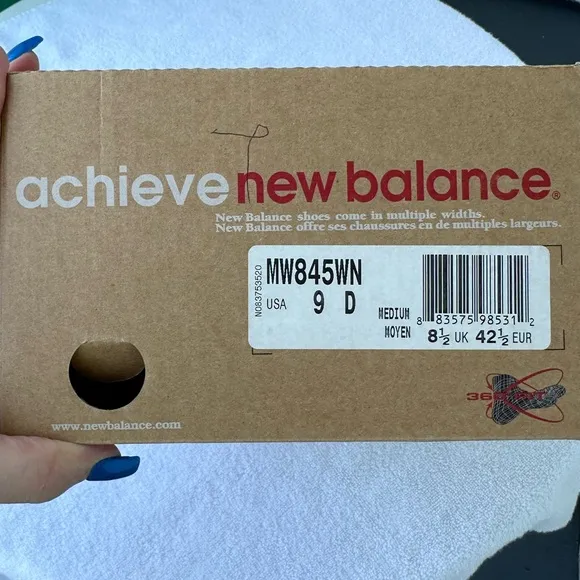 achieve new balance®
New Balance shoes come in multiple widths.
New Balance offre ses chaussures en de multiples largeurs.
N083753520
MW845WN
USA 9 D
MEDIUM
MOYEN
8 83575 98531 2
8½ UK 42½ EUR
360° FIT
www.newbalance.com